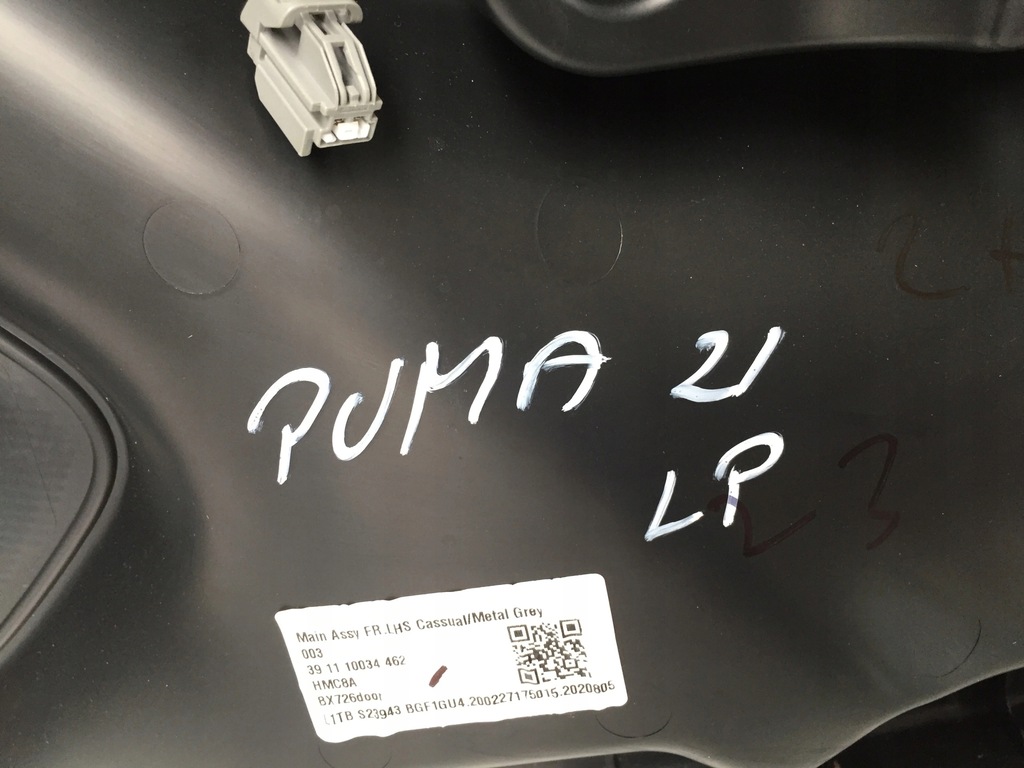 PUMA 21
LP
23
Main Assy FR LHS Cassual/Metal Grey
003
39 11 10034 462
HMC8A
BX726door
L1TB S23943 BGF1GU4.200227175015.2020805